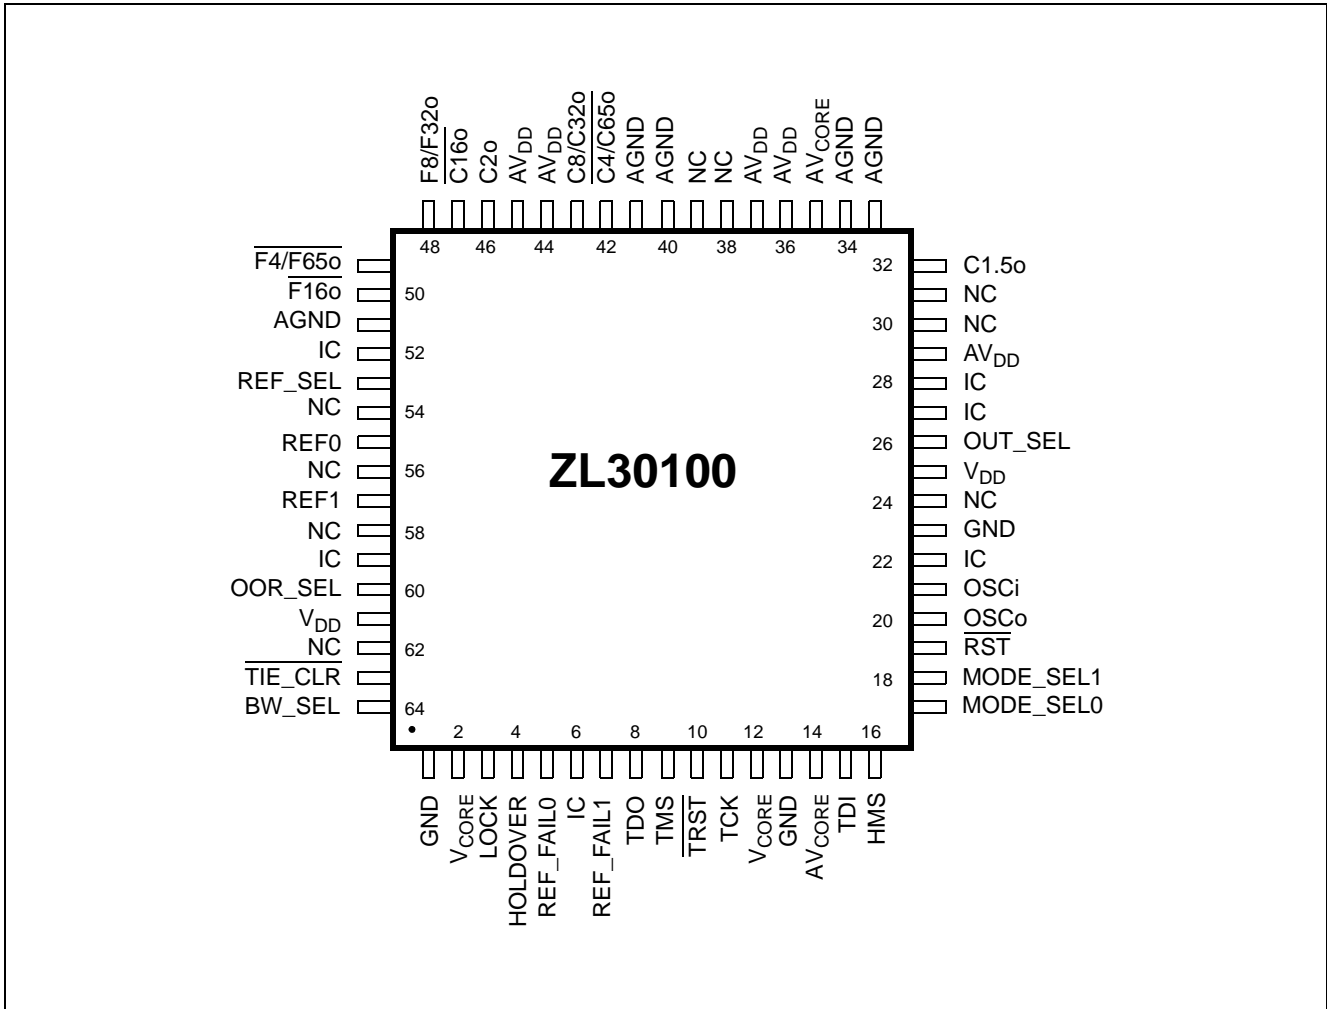 F8/F32o
C16o
C2o
AVDD
AVDD
C8/C32o
C4/C65o
AGND
AGND
NC
NC
AVDD
AVDD
AVCORE
AGND
AGND
48 46 44 42 40 38 36 34
F4/F65o
F16o 50
AGND
IC 52
REF_SEL
NC 54
REF0
NC 56
REF1
NC 58
IC
OOR_SEL 60
VDD
NC 62
TIE_CLR
BW_SEL 64
ZL30100
32 C1.5o
NC
30 NC
AVDD
28 IC
IC
26 OUT_SEL
VDD
24 NC
GND
22 IC
OSCi
20 OSCo
RST
18 MODE_SEL1
MODE_SEL0
2 4 6 8 10 12 14 16
GND
VCORE
LOCK
HOLDOVER
REF_FAIL0
IC
REF_FAIL1
TDO
TMS
TRST
TCK
VCORE
GND
AVCORE
TDI
HMS